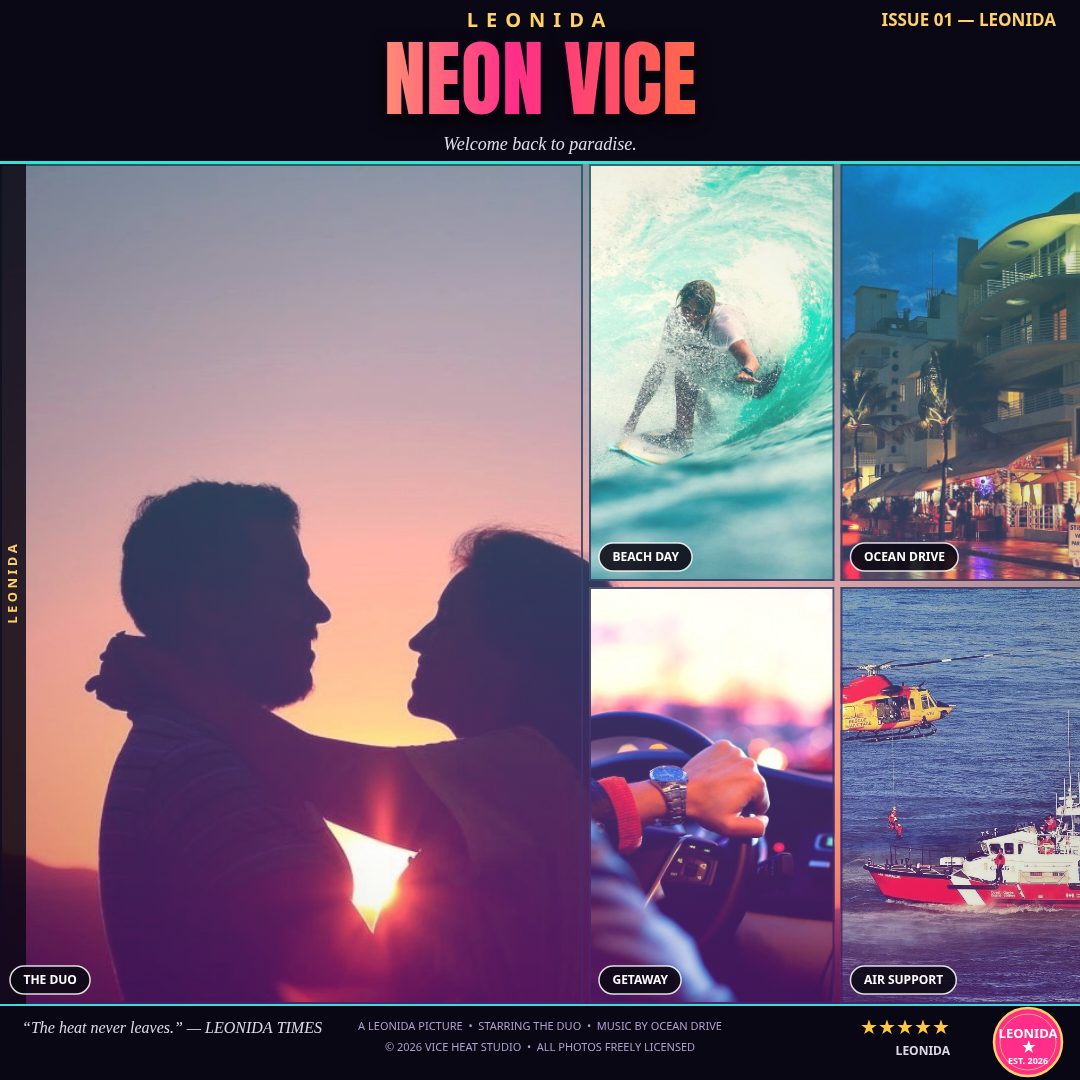 LEONIDA
ISSUE 01 — LEONIDA
NEON VICE
Welcome back to paradise.
LEONIDA
THE DUO
BEACH DAY
OCEAN DRIVE
GETAWAY
AIR SUPPORT
“The heat never leaves.” — LEONIDA TIMES
A LEONIDA PICTURE • STARRING THE DUO • MUSIC BY OCEAN DRIVE
© 2026 VICE HEAT STUDIO • ALL PHOTOS FREELY LICENSED
★★★★★
LEONIDA
LEONIDA
★
EST. 2026